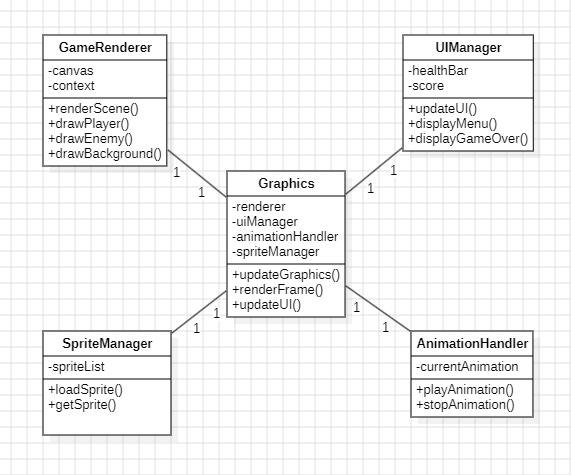 GameRenderer
-canvas
-context
+renderScene()
+drawPlayer()
+drawEnemy()
+drawBackground()
UIManager
-healthBar
-score
+updateUI()
+displayMenu()
+displayGameOver()
1
1
1
1
Graphics
-renderer
-uiManager
-animationHandler
-spriteManager
+updateGraphics()
+renderFrame()
+updateUI()
1
1
1
1
SpriteManager
-spriteList
+loadSprite()
+getSprite()
AnimationHandler
-currentAnimation
+playAnimation()
+stopAnimation()